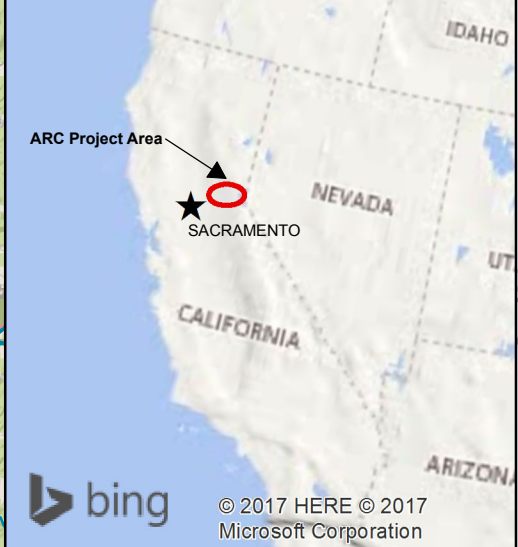 IDAHO
ARC Project Area
NEVADA
SACRAMENTO
UT
CALIFORNIA
ARIZONA
bing
© 2017 HERE © 2017
Microsoft Corporation